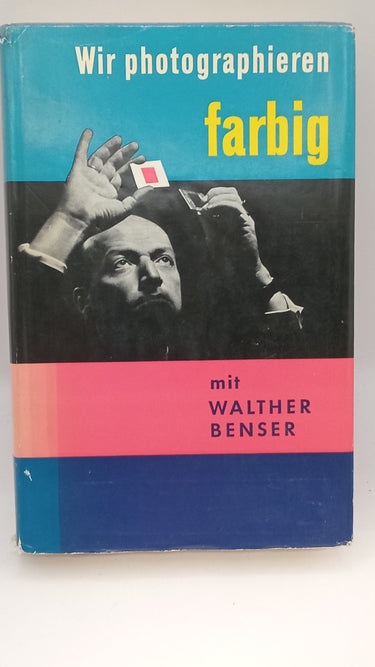 Wir photographieren
farbig
mit
WALTHER
BENSER